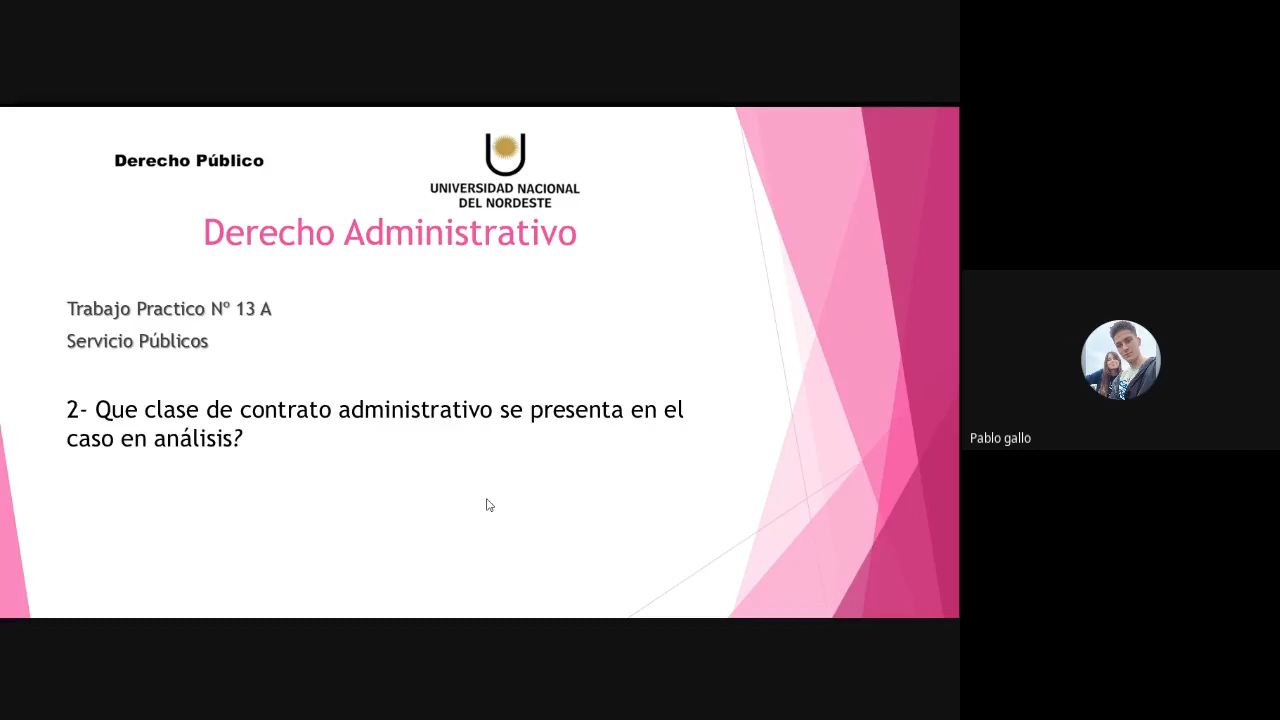 Derecho Público
UNIVERSIDAD NACIONAL
DEL NORDESTE
Derecho Administrativo
Trabajo Practico Nº 13 A
Servicio Públicos
2- Que clase de contrato administrativo se presenta en el
caso en análisis?
Pablo gallo